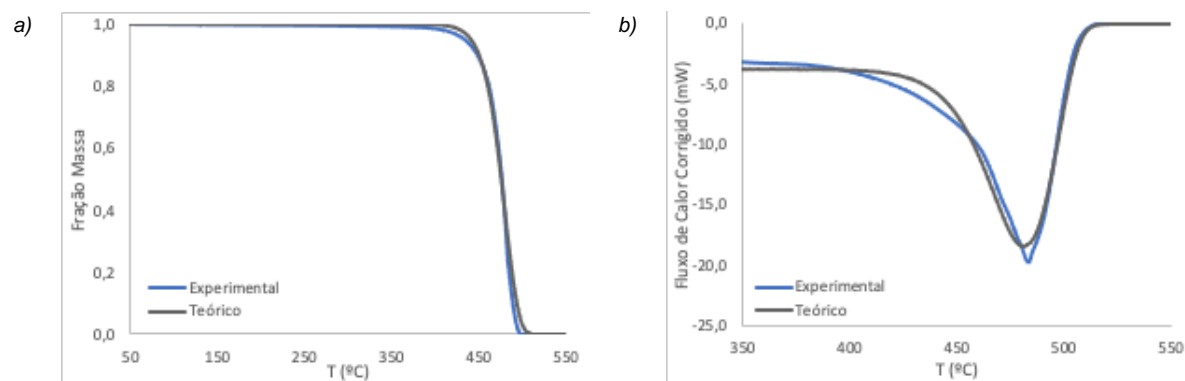 a)
Fração Massa
1,0
0,8
0,6
0,4
0,2
0,0
Experimental
Teórico
50 150 250 350 450 550
T (ºC)
b)
Fluxo de Calor Corrigido (mW)
0,0
-5,0
-10,0
-15,0
-20,0
-25,0
Experimental
Teórico
350 400 450 500 550
T (ºC)